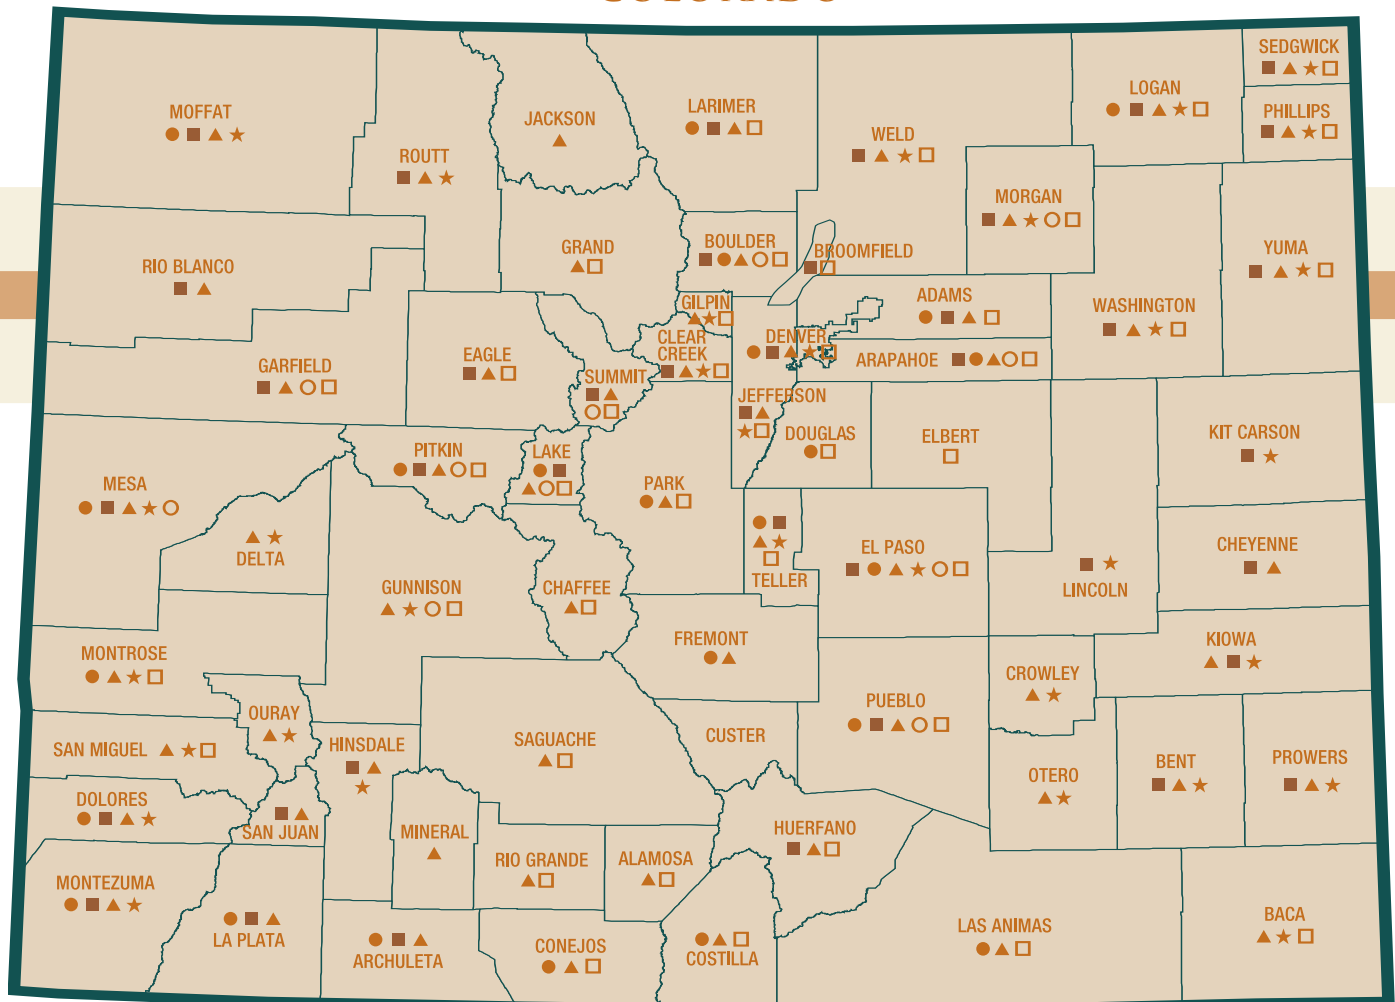 COLORADO
SEDGWICK
MOFFAT
JACKSON
LARIMER
LOGAN
PHILLIPS
WELD
ROUTT
MORGAN
GRAND
BOULDER
BROOMFIELD
YUMA
RIO BLANCO
GILPIN
ADAMS
WASHINGTON
CLEAR
CREEK
DENVER
ARAPAHOE
GARFIELD
EAGLE
SUMMIT
JEFFERSON
DOUGLAS
ELBERT
KIT CARSON
PITKIN
LAKE
MESA
PARK
DELTA
EL PASO
CHEYENNE
GUNNISON
CHAFFEE
TELLER
LINCOLN
MONTROSE
FREMONT
KIOWA
CROWLEY
OURAY
PUEBLO
SAN MIGUEL
HINSDALE
SAGUACHE
CUSTER
OTERO
BENT
PROWERS
DOLORES
SAN JUAN
MINERAL
HUERFANO
RIO GRANDE
ALAMOSA
MONTEZUMA
LA PLATA
ARCHULETA
CONEJOS
COSTILLA
LAS ANIMAS
BACA